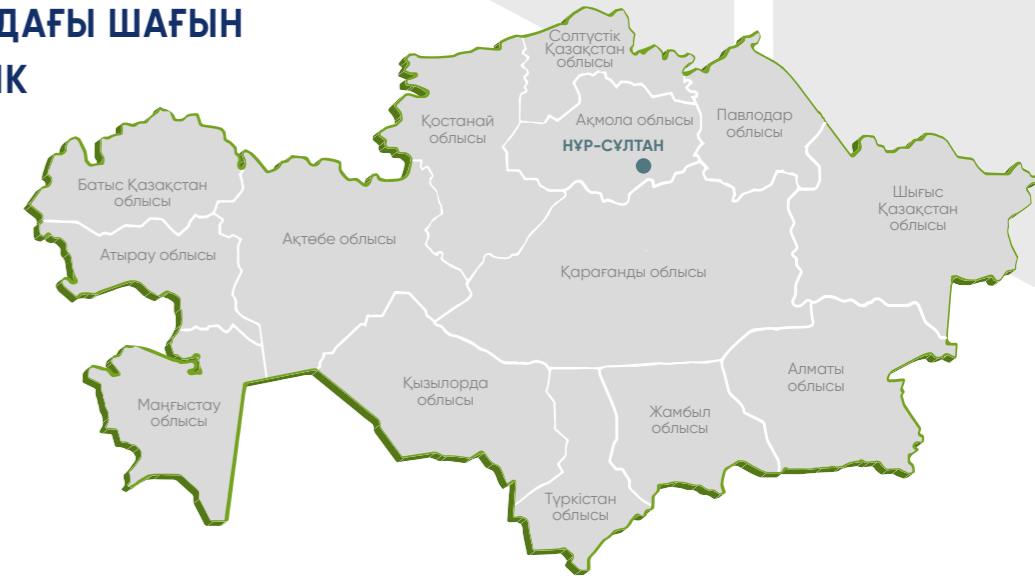 ДАҒЫ ШАҒЫН
ІК
Солтүстік
Қазақстан
облысы
Қостанай
облысы
Ақмола облысы
НҰР-СҰЛТАН
Павлодар
облысы
Батыс Қазақстан
облысы
Шығыс
Қазақстан
облысы
Атырау облысы
Ақтөбе облысы
Қарағанды облысы
Маңғыстау
облысы
Қызылорда
облысы
Жамбыл
облысы
Алматы
облысы
Түркістан
облысы